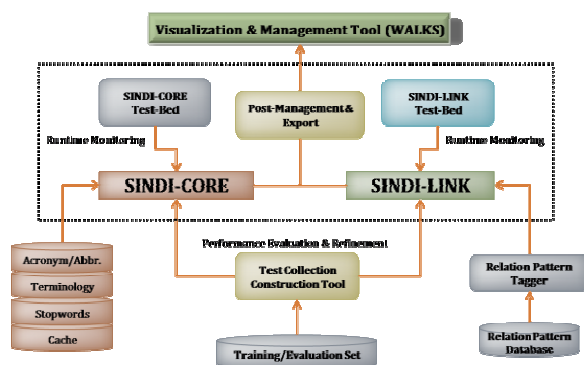 Visualization & Management Tool (WALKS)
SINDI-CORE
Test-Bed
Post-Management &
Export
SINDI-LINK
Test-Bed
Runtime Monitoring
Runtime Monitoring
SINDI-CORE
SINDI-LINK
Performance Evaluation & Refinement
Acronym/Abbr.
Terminology
Stopwords
Cache
Test Collection
Construction Tool
Relation Pattern
Tagger
Training/Evaluation Set
Relation Pattern
Database